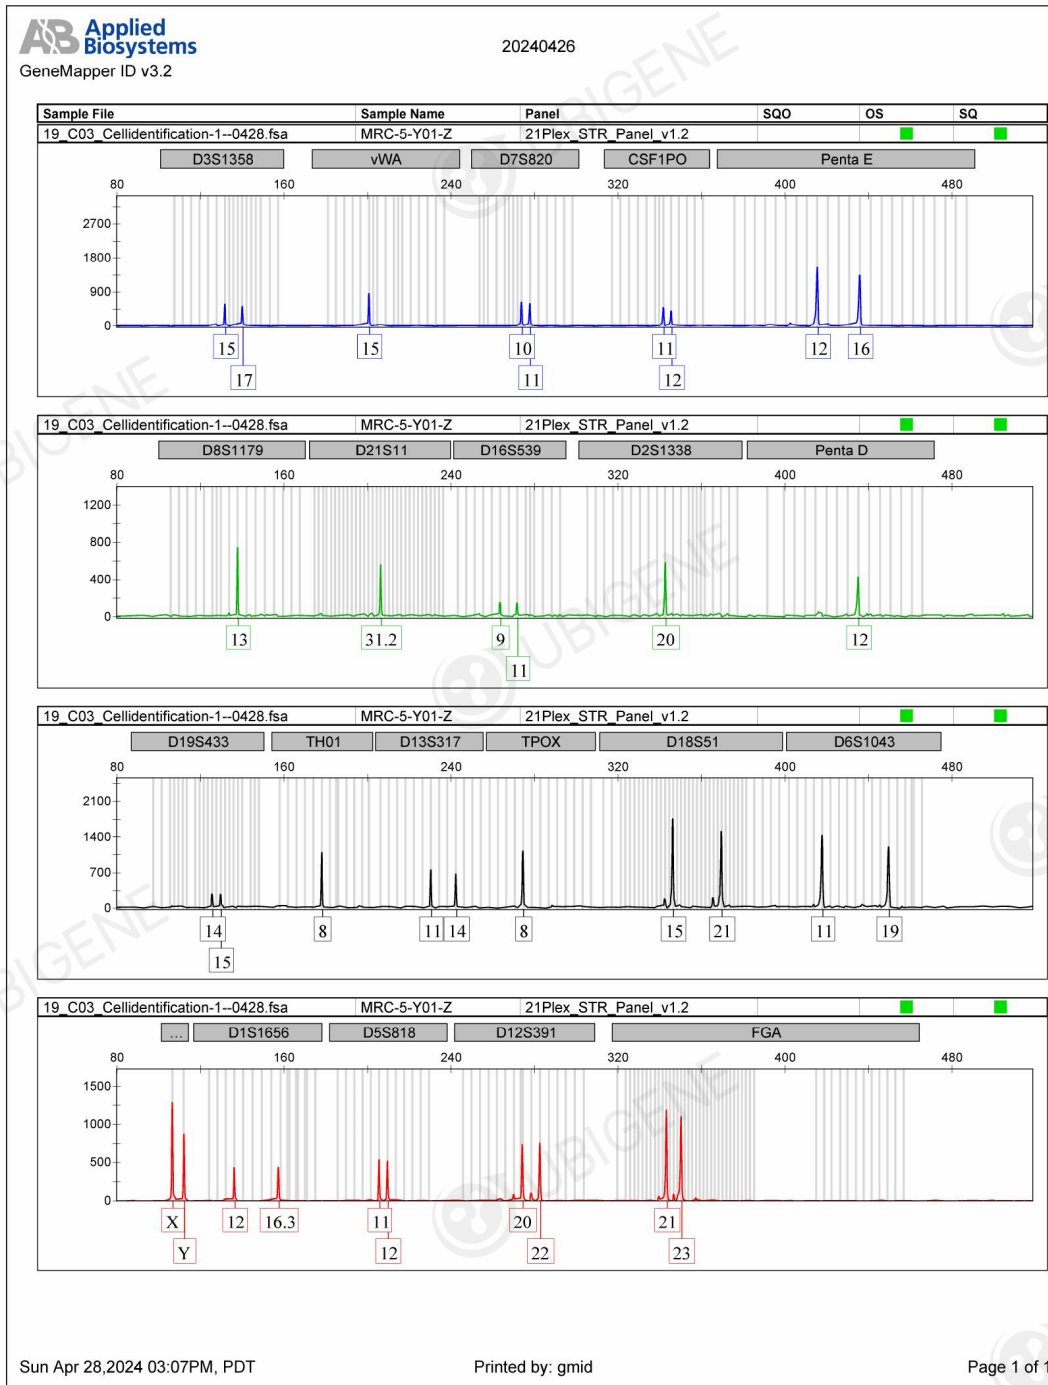 AB Applied
Biosystems
20240426
GeneMapper ID v3.2
Sample File Sample Name Panel SQO OS SQ
19_C03_Cellidentification-1--0428.fsa MRC-5-Y01-Z 21Plex_STR_Panel_v1.2
D3S1358 vWA D7S820 CSF1PO Penta E
80 160 240 320 400 480
2700
1800
900
0
15 15 10 11 12 16
17 11 12
19_C03_Cellidentification-1--0428.fsa MRC-5-Y01-Z 21Plex_STR_Panel_v1.2
D8S1179 D21S11 D16S539 D2S1338 Penta D
80 160 240 320 400 480
1200
800
400
0
13 31.2 9 20 12
11
19_C03_Cellidentification-1--0428.fsa MRC-5-Y01-Z 21Plex_STR_Panel_v1.2
D19S433 TH01 D13S317 TPOX D18S51 D6S1043
80 160 240 320 400 480
2100
1400
700
0
14 8 11 14 8 15 21 11 19
15
19_C03_Cellidentification-1--0428.fsa MRC-5-Y01-Z 21Plex_STR_Panel_v1.2
... D1S1656 D5S818 D12S391 FGA
80 160 240 320 400 480
1500
1000
500
0
X 12 16.3 11 20 21
Y 12 22 23
Sun Apr 28,2024 03:07PM, PDT Printed by: gmid Page 1 of 1
UBIGENE
UBIGENE
UBIGENE
UBIGENE
UBIGENE
UBIGENE